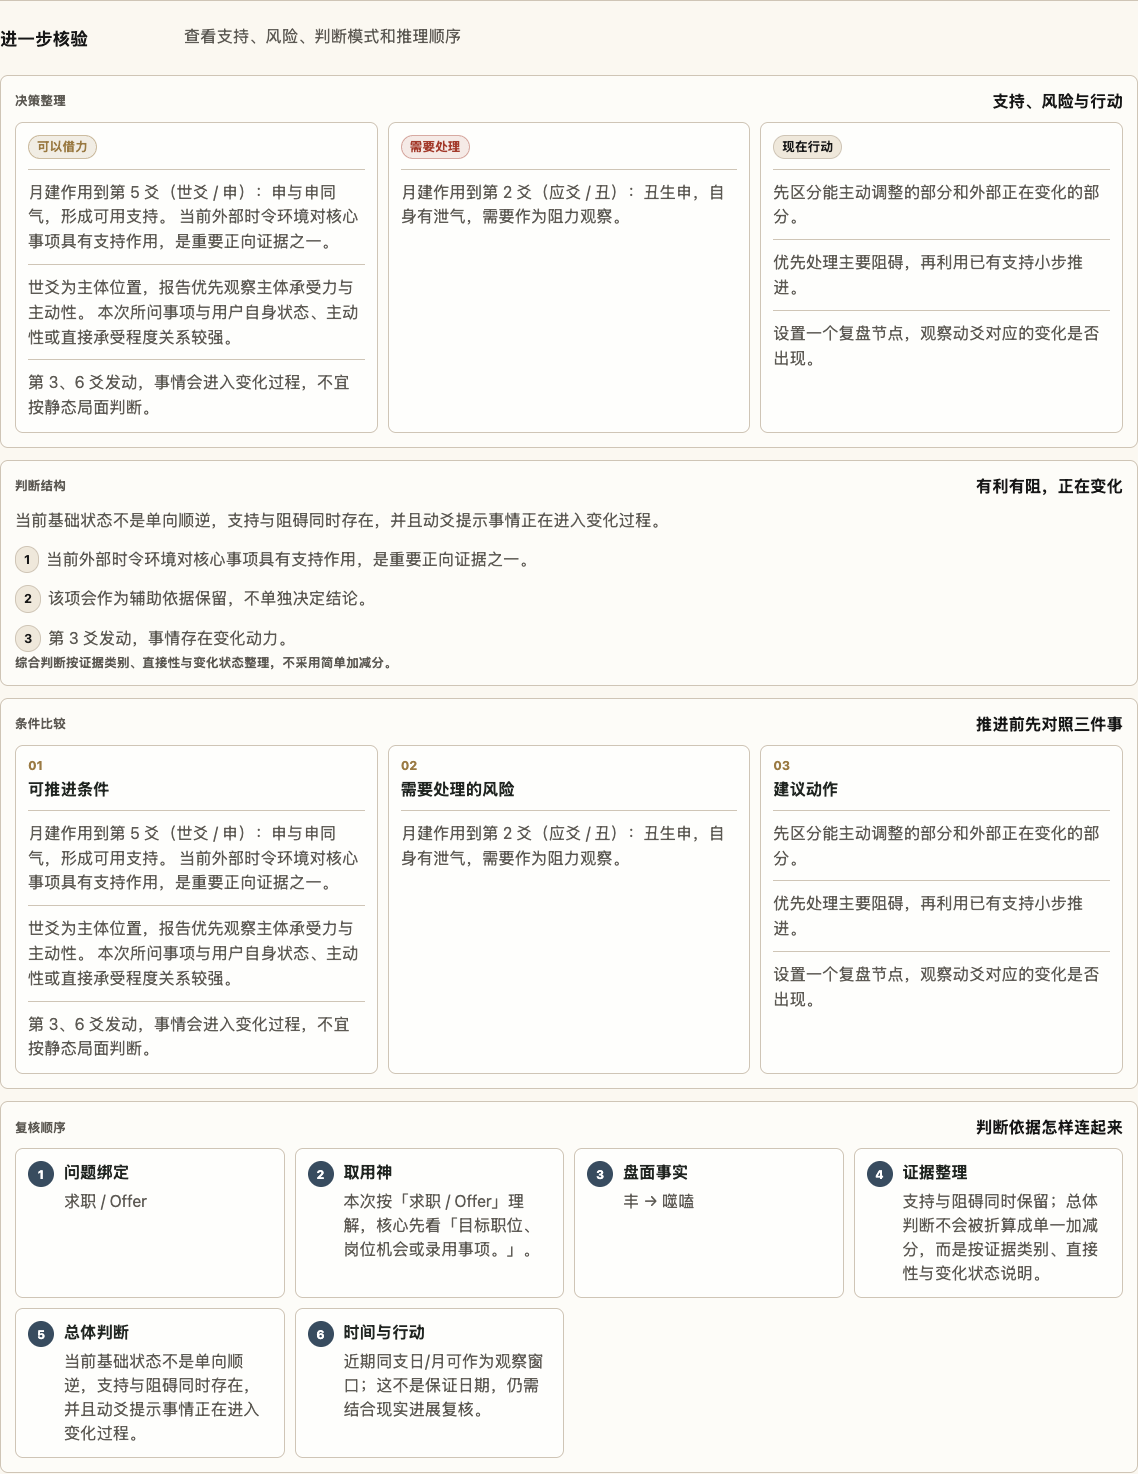 进一步核验
查看支持、风险、判断模式和推理顺序
决策整理
支持、风险与行动
可以借力
月建作用到第 5 爻（世爻 / 申）：申与申同
气，形成可用支持。 当前外部时令环境对核心
事项具有支持作用，是重要正向证据之一。
世爻为主体位置，报告优先观察主体承受力与
主动性。 本次所问事项与用户自身状态、主动
性或直接承受程度关系较强。
第 3、6 爻发动，事情会进入变化过程，不宜
按静态局面判断。
需要处理
月建作用到第 2 爻（应爻 / 丑）：丑生申，自
身有泄气，需要作为阻力观察。
现在行动
先区分能主动调整的部分和外部正在变化的部
分。
优先处理主要阻碍，再利用已有支持小步推
进。
设置一个复盘节点，观察动爻对应的变化是否
出现。
判断结构
有利有阻，正在变化
当前基础状态不是单向顺逆，支持与阻碍同时存在，并且动爻提示事情正在进入变化过程。
1 当前外部时令环境对核心事项具有支持作用，是重要正向证据之一。
2 该项会作为辅助依据保留，不单独决定结论。
3 第 3 爻发动，事情存在变化动力。
综合判断按证据类别、直接性与变化状态整理，不采用简单加减分。
条件比较
推进前先对照三件事
01
可推进条件
月建作用到第 5 爻（世爻 / 申）：申与申同
气，形成可用支持。 当前外部时令环境对核心
事项具有支持作用，是重要正向证据之一。
世爻为主体位置，报告优先观察主体承受力与
主动性。 本次所问事项与用户自身状态、主动
性或直接承受程度关系较强。
第 3、6 爻发动，事情会进入变化过程，不宜
按静态局面判断。
02
需要处理的风险
月建作用到第 2 爻（应爻 / 丑）：丑生申，自
身有泄气，需要作为阻力观察。
03
建议动作
先区分能主动调整的部分和外部正在变化的部
分。
优先处理主要阻碍，再利用已有支持小步推
进。
设置一个复盘节点，观察动爻对应的变化是否
出现。
复核顺序
判断依据怎样连起来
1 问题绑定
求职 / Offer
2 取用神
本次按「求职 / Offer」理
解，核心先看「目标职位、
岗位机会或录用事项。」。
3 盘面事实
丰 → 噬嗑
4 证据整理
支持与阻碍同时保留；总体
判断不会被折算成单一加减
分，而是按证据类别、直接
性与变化状态说明。
5 总体判断
当前基础状态不是单向顺
逆，支持与阻碍同时存在，
并且动爻提示事情正在进入
变化过程。
6 时间与行动
近期同支日/月可作为观察窗
口；这不是保证日期，仍需
结合现实进展复核。